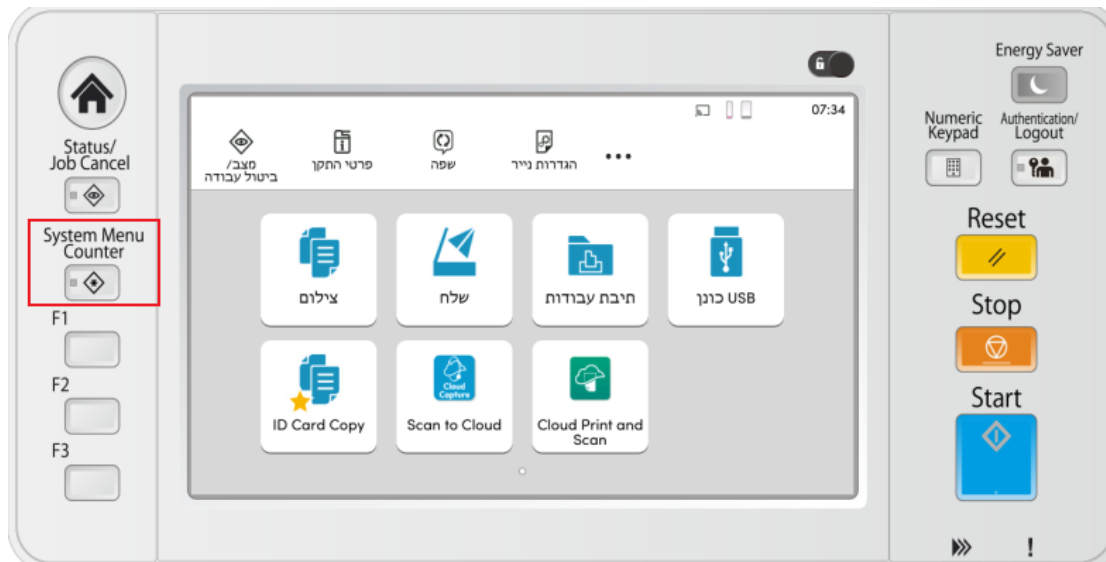 Energy Saver
07:34
Status/
Job Cancel
מצב/
ביטול עבודה
פרטי התקן
שפה
הגדרות נייר
•••
Numeric
Keypad
Authentication/
Logout
System Menu
Counter
צילום
שלח
תיבת עבודות
כונן USB
Reset
F1
Stop
F2
ID Card Copy
Cloud
Capture
Scan to Cloud
Cloud Print and
Scan
Start
F3
!